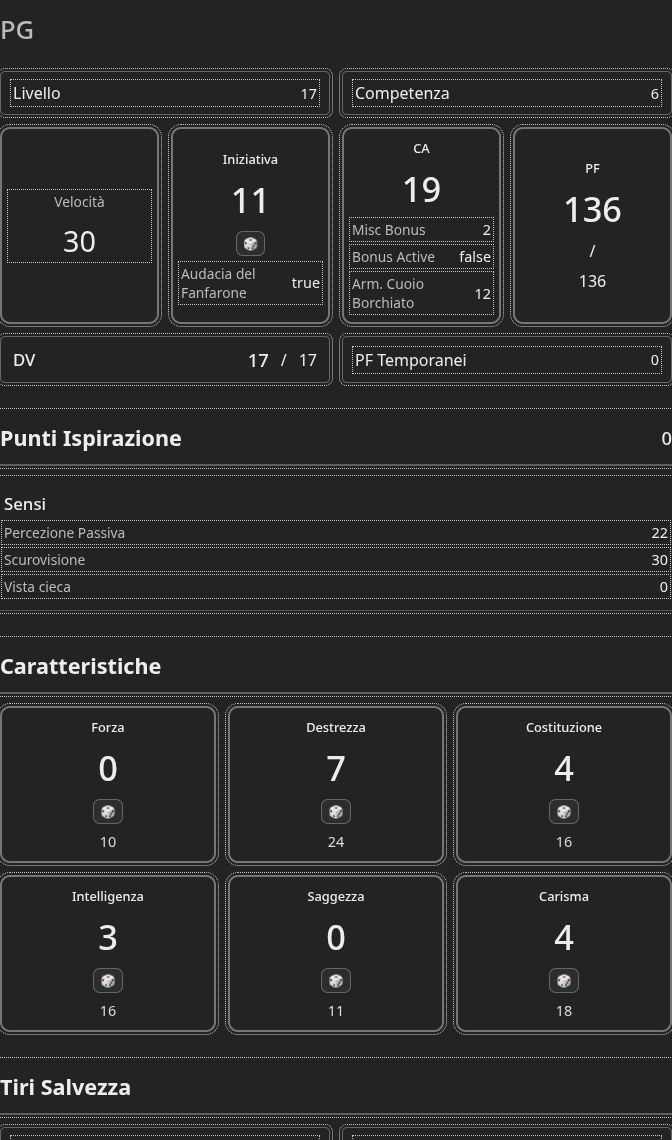 PG
Livello 17
Competenza 6
Velocità
30
Iniziativa
11
Audacia del
Fanfarone
true
CA
19
Misc Bonus 2
Bonus Active false
Arm. Cuoio
Borchiato
12
PF
136
/
136
DV 17 / 17
PF Temporanei 0
Punti Ispirazione 0
Sensi
Percezione Passiva 22
Scurovisione 30
Vista cieca 0
Caratteristiche
Forza
0
10
Destrezza
7
24
Costituzione
4
16
Intelligenza
3
16
Saggezza
0
11
Carisma
4
18
Tiri Salvezza